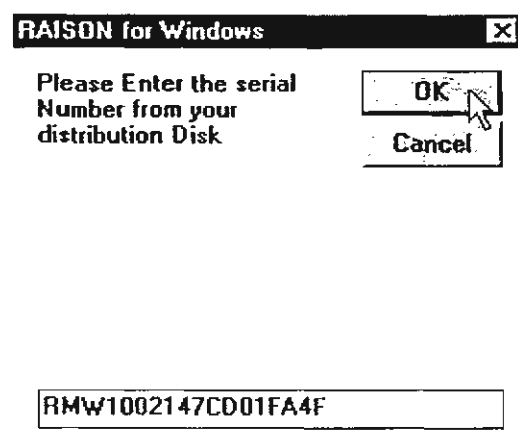 RAISON for Windows
Please Enter the serial
Number from your
distribution Disk
OK
Cancel
RMW1002147CD01FA4F